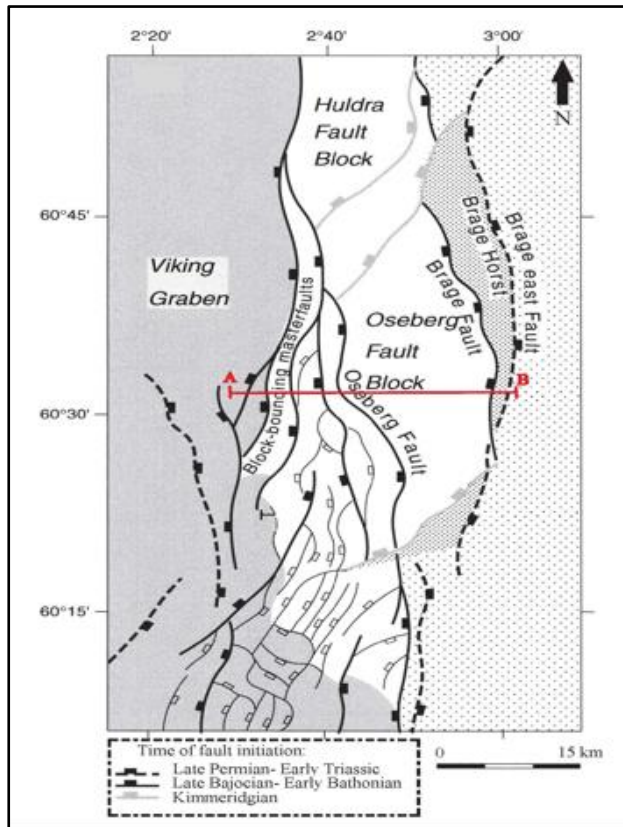 2°20'
2°40'
3°00'
Huldra
Fault
Block
N
60°45'
Viking
Graben
Block-bounding masterfaults
Brage Fault
Brage Horst
Brage east Fault
Oseberg
Fault
Block
A
B
60°30'
Oseberg Fault
60°15'
Time of fault initiation:
Late Permian- Early Triassic
Late Bajocian- Early Bathonian
Kimmeridgian
0 15 km